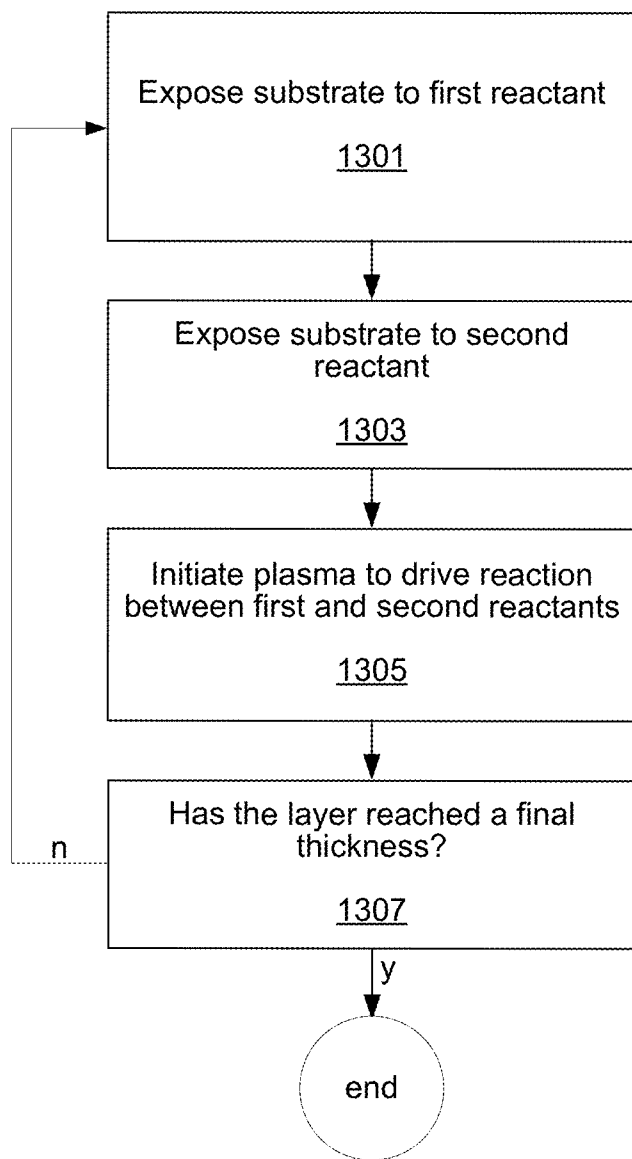 Expose substrate to first reactant
1301
Expose substrate to second
reactant
1303
Initiate plasma to drive reaction
between first and second reactants
1305
Has the layer reached a final
thickness?
1307
n
y
end